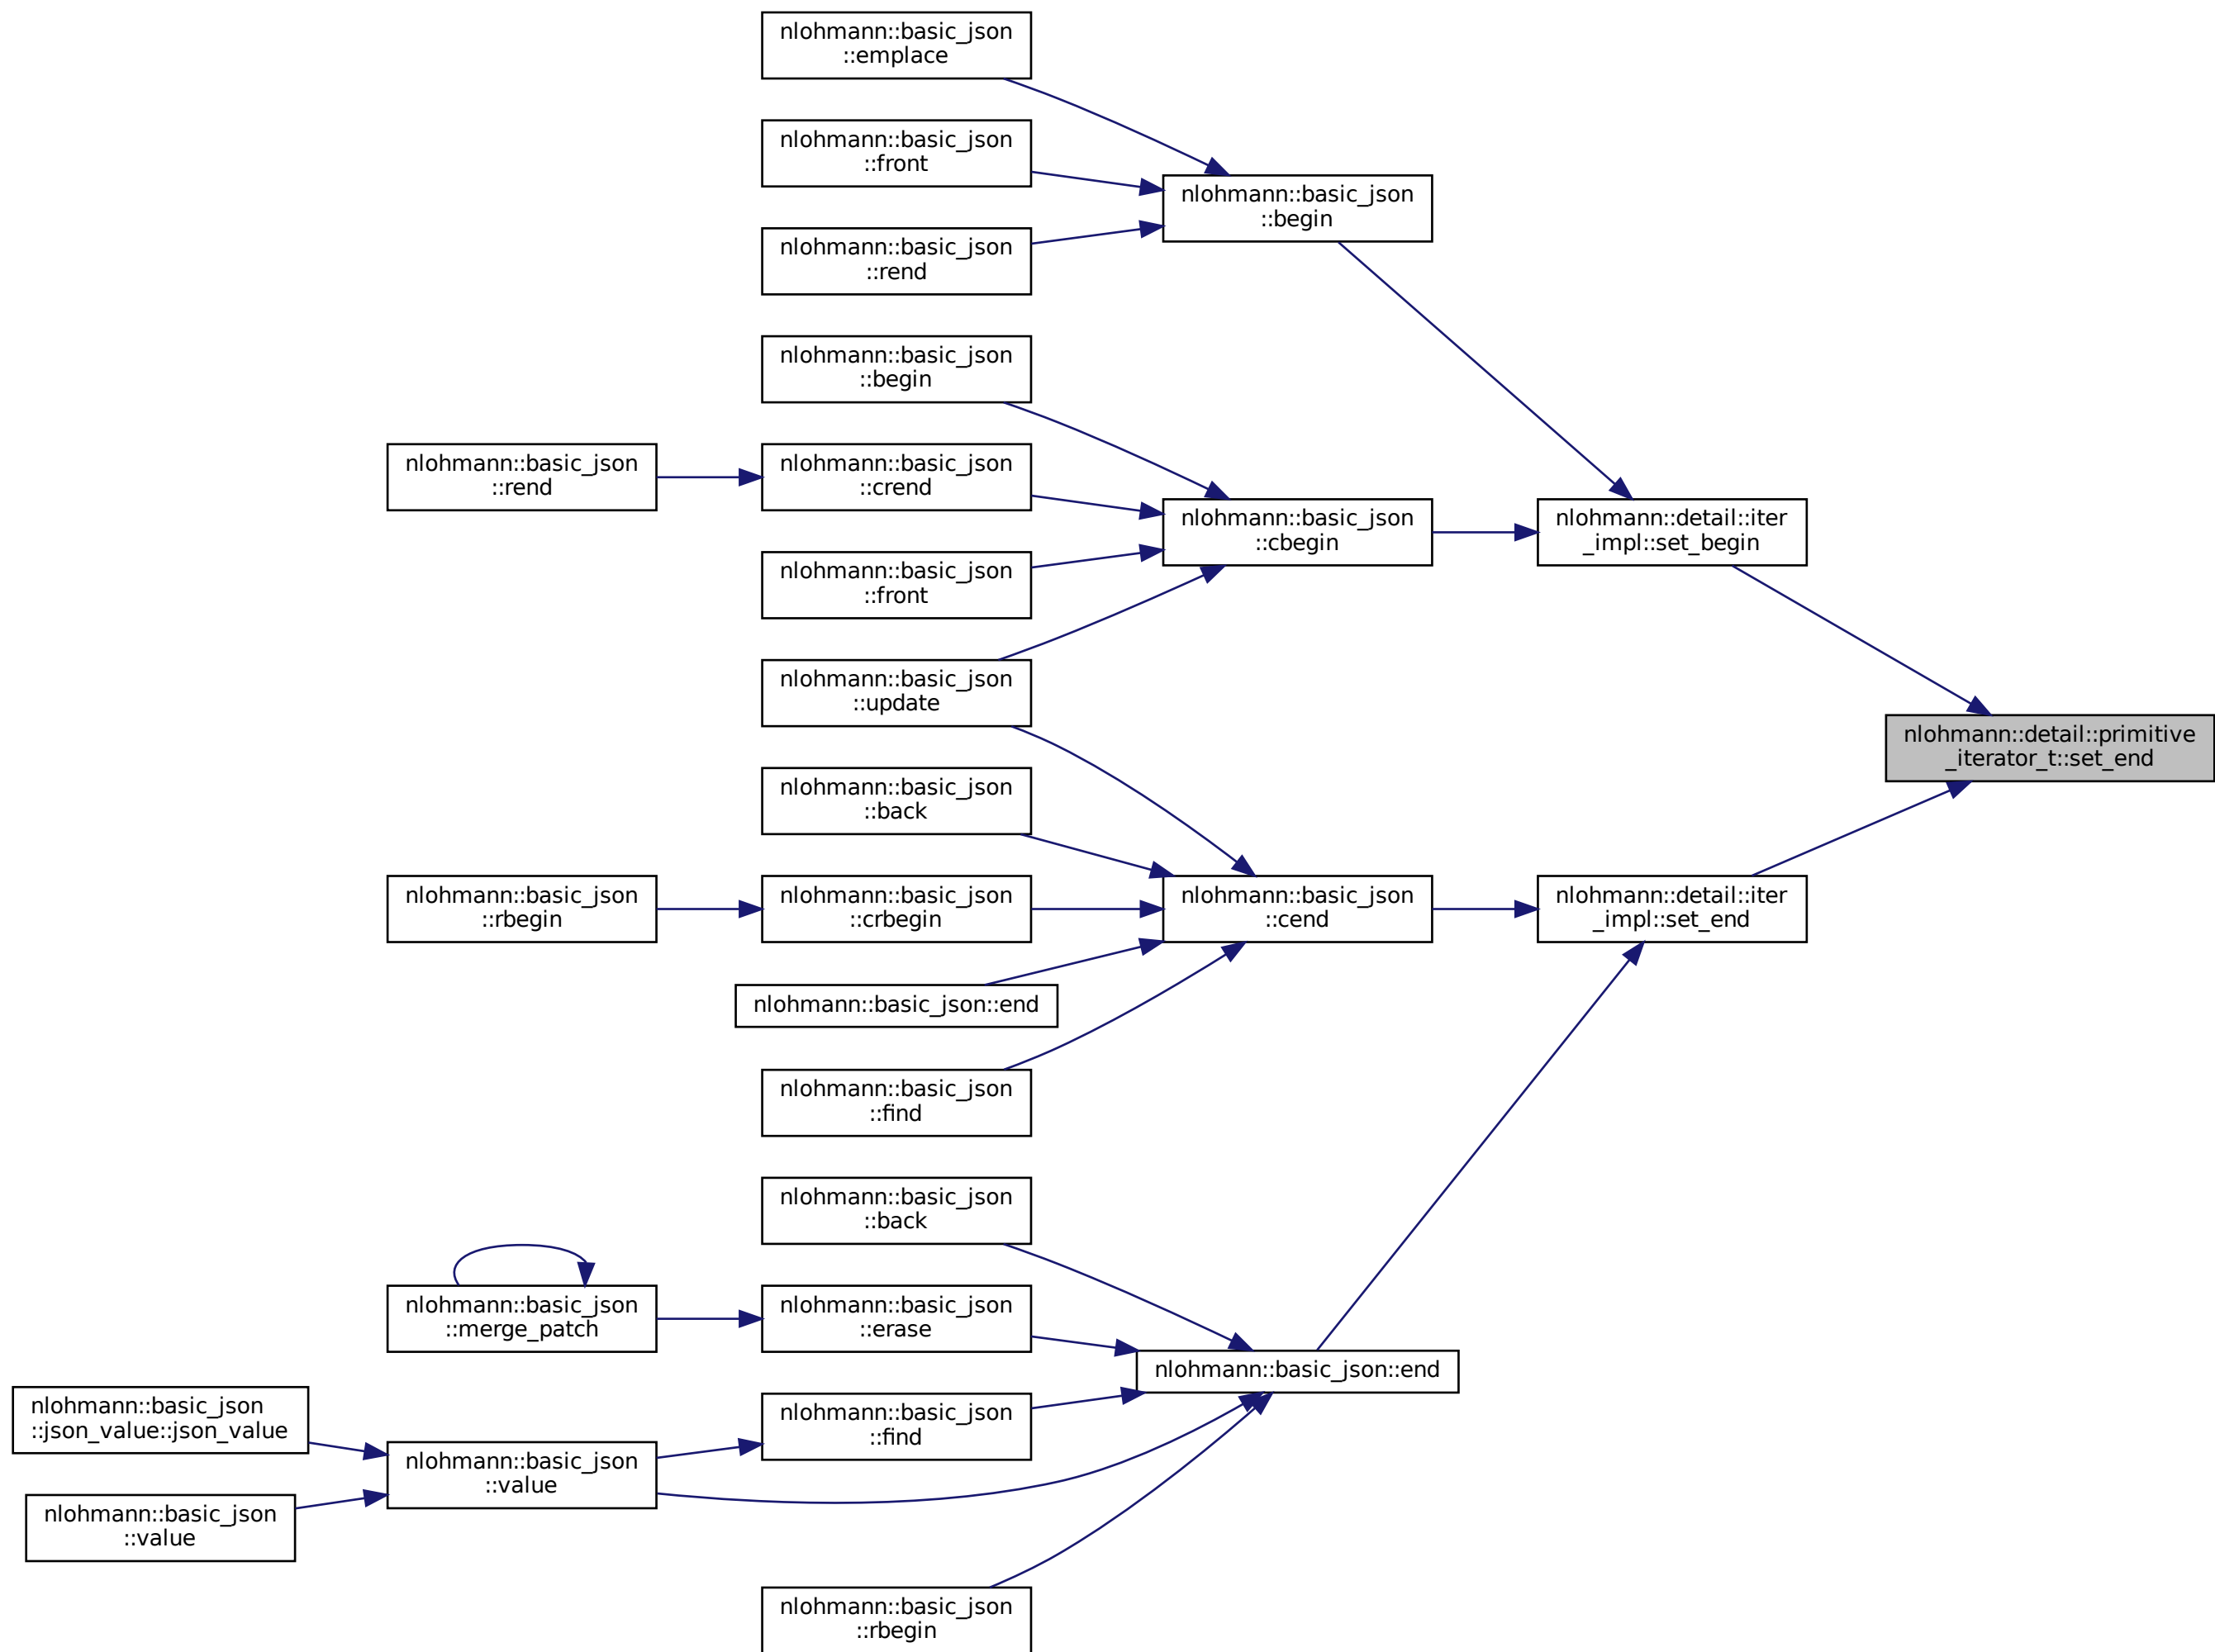 nlohmann::basic_json
::emplace
nlohmann::basic_json
::front
nlohmann::basic_json
::begin
nlohmann::basic_json
::rend
nlohmann::basic_json
::begin
nlohmann::basic_json
::rend
nlohmann::basic_json
::crend
nlohmann::basic_json
::cbegin
nlohmann::detail::iter
_impl::set_begin
nlohmann::basic_json
::front
nlohmann::basic_json
::update
nlohmann::detail::primitive
_iterator_t::set_end
nlohmann::basic_json
::back
nlohmann::basic_json
::rbegin
nlohmann::basic_json
::crbegin
nlohmann::basic_json
::cend
nlohmann::detail::iter
_impl::set_end
nlohmann::basic_json::end
nlohmann::basic_json
::find
nlohmann::basic_json
::back
nlohmann::basic_json
::merge_patch
nlohmann::basic_json
::erase
nlohmann::basic_json::end
nlohmann::basic_json
::json_value::json_value
nlohmann::basic_json
::find
nlohmann::basic_json
::value
nlohmann::basic_json
::value
nlohmann::basic_json
::rbegin